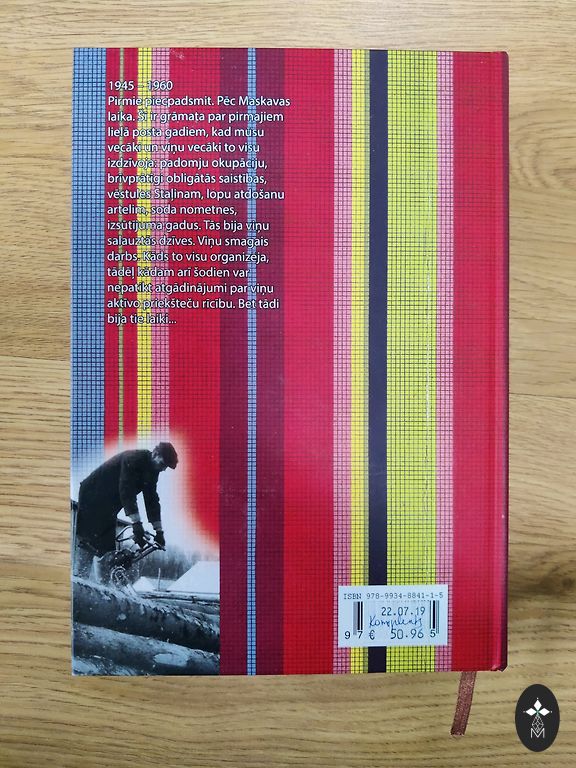 1945 – 1960
Pirmie piecpadsmit. Pēc Maskavas
laika. Šī ir grāmata par pirmajiem
lielā posta gadiem, kad mūsu
vecāki un viņu vecāki to visu
izdzīvoja: padomju okupāciju,
brīvprātīgi obligātās saistības,
vēstules Staļinam, lopu atdošanu
arteļim, soda nometnes,
izsūtījuma gadus. Tās bija viņu
salauztās dzīves. Viņu smagais
darbs. Kāds to visu organizēja,
tādēļ kādam arī šodien var
nepatikt atgādinājumi par viņu
aktīvo priekšteču rīcību. Bet tādi
bija tie laiki...
ISBN 978-9934-8841-1-5
22.07.19
Komplekts
€ 50.96
M